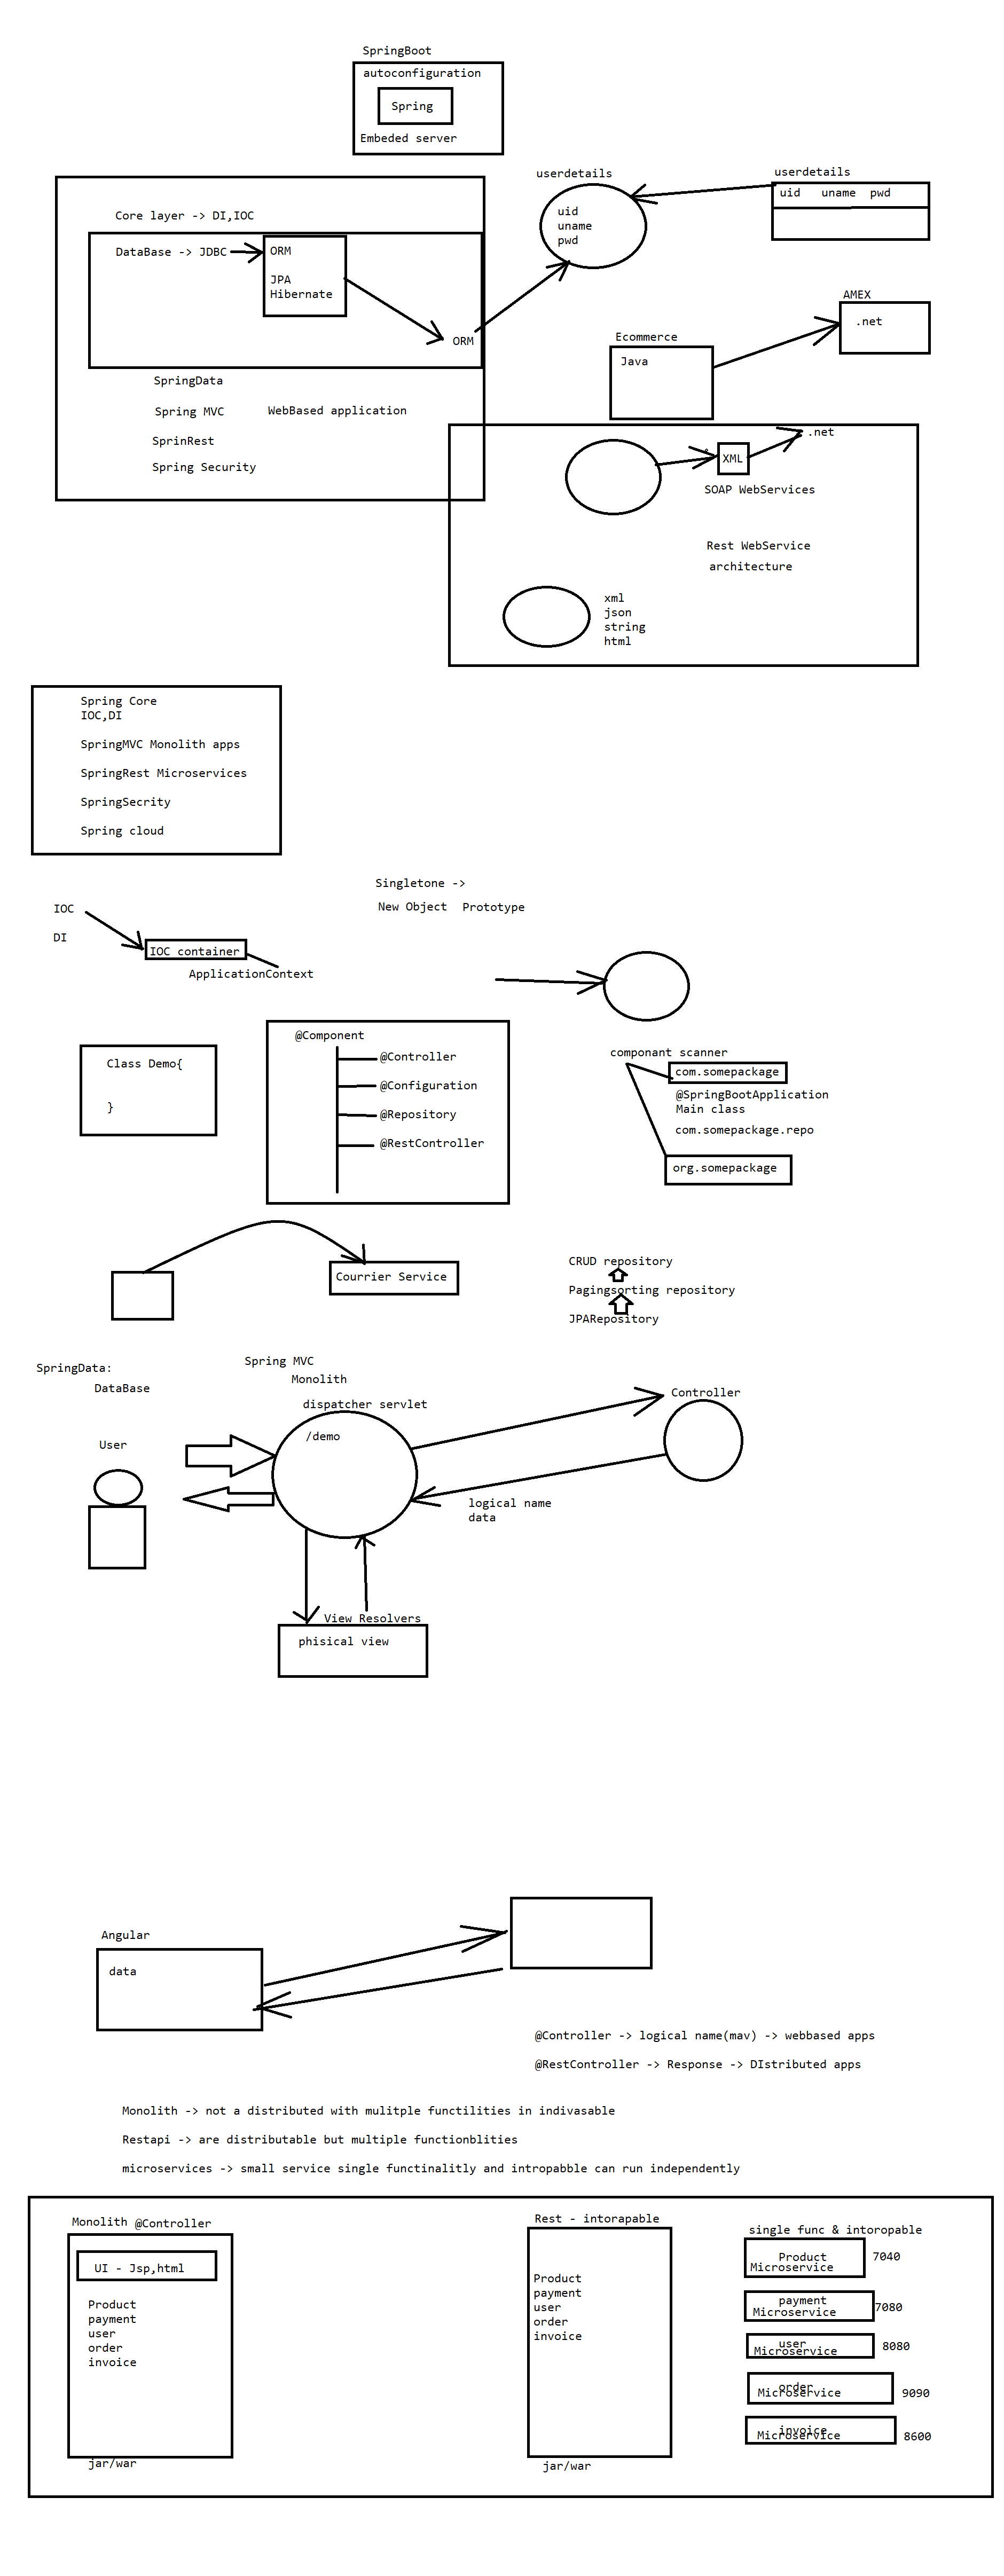 SpringBoot
autoconfiguration
Spring
Embeded server
userdetails
uid
uname
pwd
userdetails
uid uname pwd
Core layer -> DI,IOC
DataBase -> JDBC
ORM
JPA
Hibernate
ORM
SpringData
Spring MVC WebBased application
SprinRest
Spring Security
AMEX
.net
Ecommerce
Java
.net
XML
SOAP WebServices
Rest WebService
architecture
xml
json
string
html
Spring Core
IOC,DI
SpringMVC Monolith apps
SpringRest Microservices
SpringSecrity
Spring cloud
Singletone ->
New Object Prototype
IOC
DI
IOC container
ApplicationContext
Class Demo{
}
@Component
@Controller
@Configuration
@Repository
@RestController
componant scanner
com.somepackage
@SpringBootApplication
Main class
com.somepackage.repo
org.somepackage
Courrier Service
CRUD repository
Pagingsorting repository
JPARepository
SpringData:
DataBase
Spring MVC
Monolith
dispatcher servlet
/demo
Controller
User
logical name
data
View Resolvers
phisical view
Angular
data
@Controller -> logical name(mav) -> webbased apps
@RestController -> Response -> DIstributed apps
Monolith -> not a distributed with mulitple functilities in indivasable
Restapi -> are distributable but multiple functionblities
microservices -> small service single functinalitly and intropabble can run independently
Monolith @Controller
UI - Jsp,html
Product
payment
user
order
invoice
jar/war
Rest - intorapable
Product
payment
user
order
invoice
jar/war
single func & intoropable
Product
Microservice
7040
payment
Microservice
7080
user
Microservice
8080
order
Microservice
9090
invoice
Microservice
8600